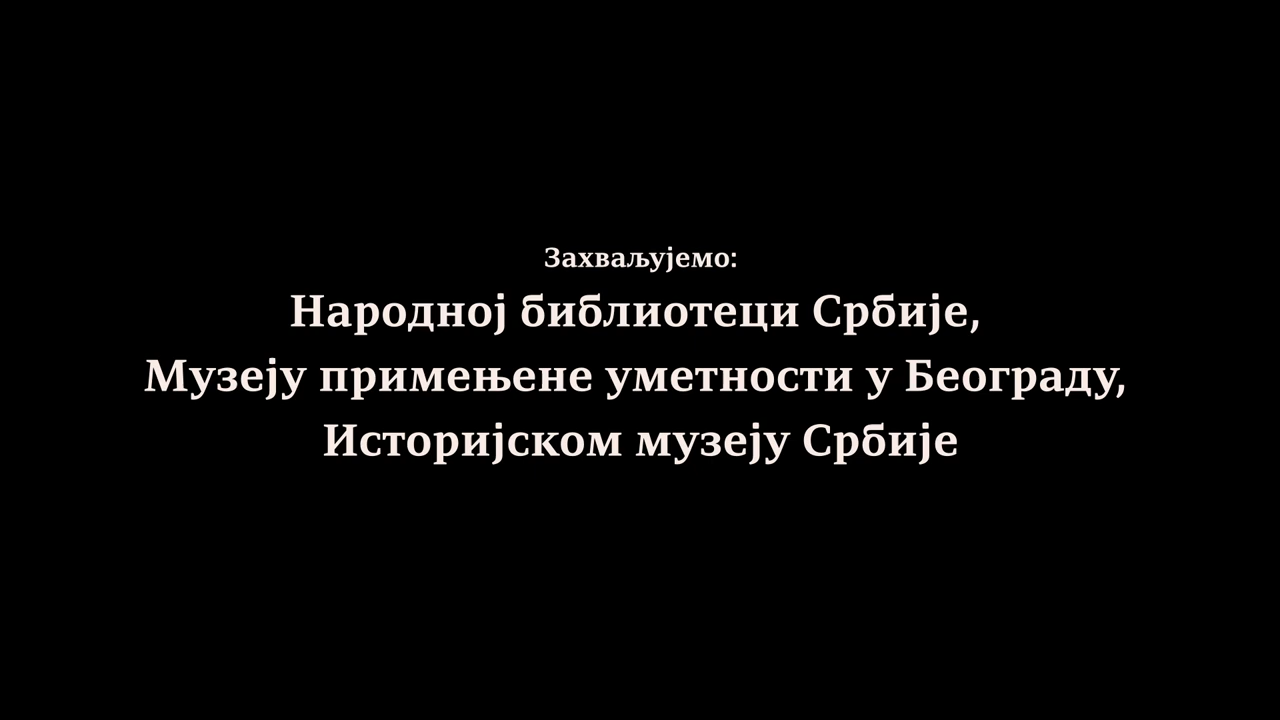 Захваљујемо:
Народној библиотеци Србије,
Музеју примењене уметности у Београду,
Историјском музеју Србије